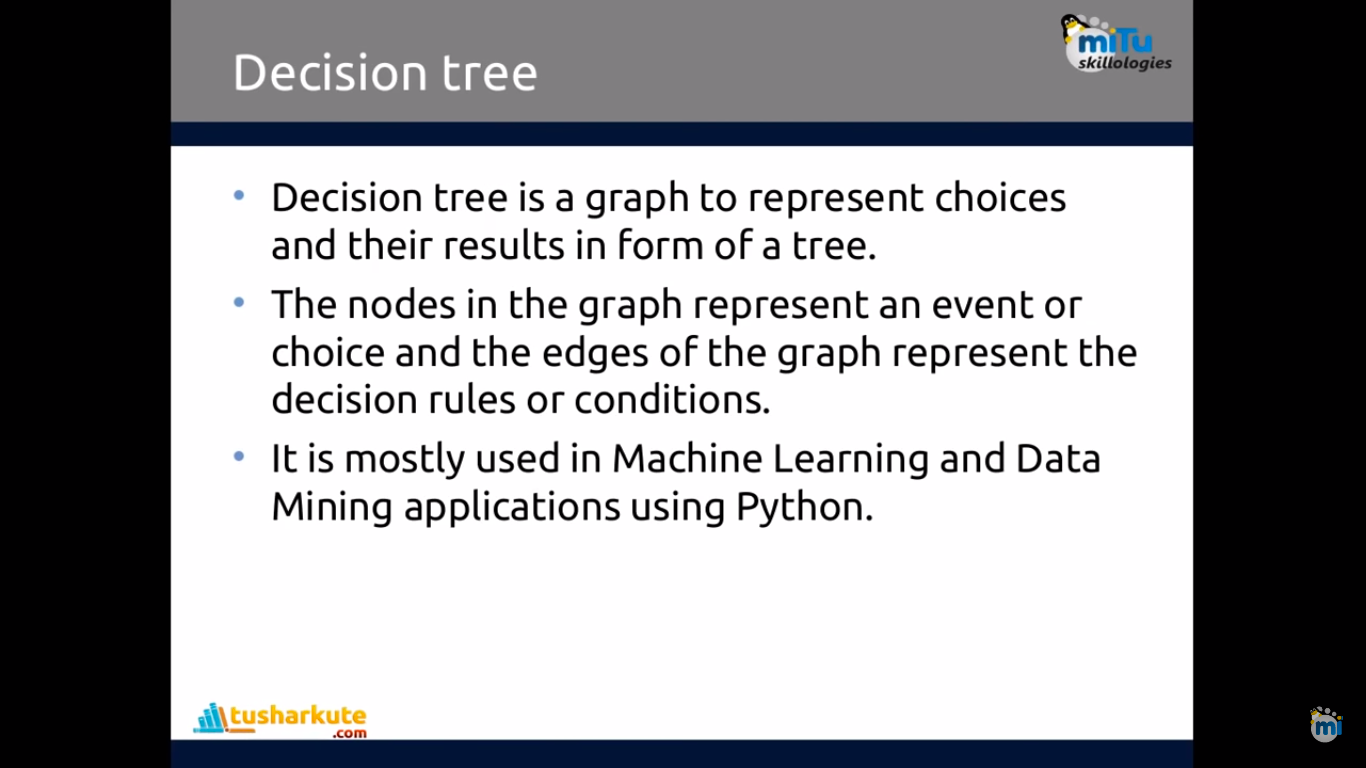 Decision tree
miTu
skillologies
• Decision tree is a graph to represent choices
and their results in form of a tree.
• The nodes in the graph represent an event or
choice and the edges of the graph represent the
decision rules or conditions.
• It is mostly used in Machine Learning and Data
Mining applications using Python.
tusharkute
.com
mi